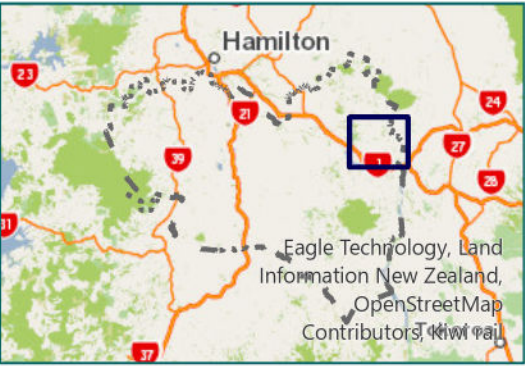 Hamilton
23
24
21
27
39
1
28
31
Eagle Technology, Land
Information New Zealand,
OpenStreetMap
Contributors, Kiwi rail
Tokoroa
37